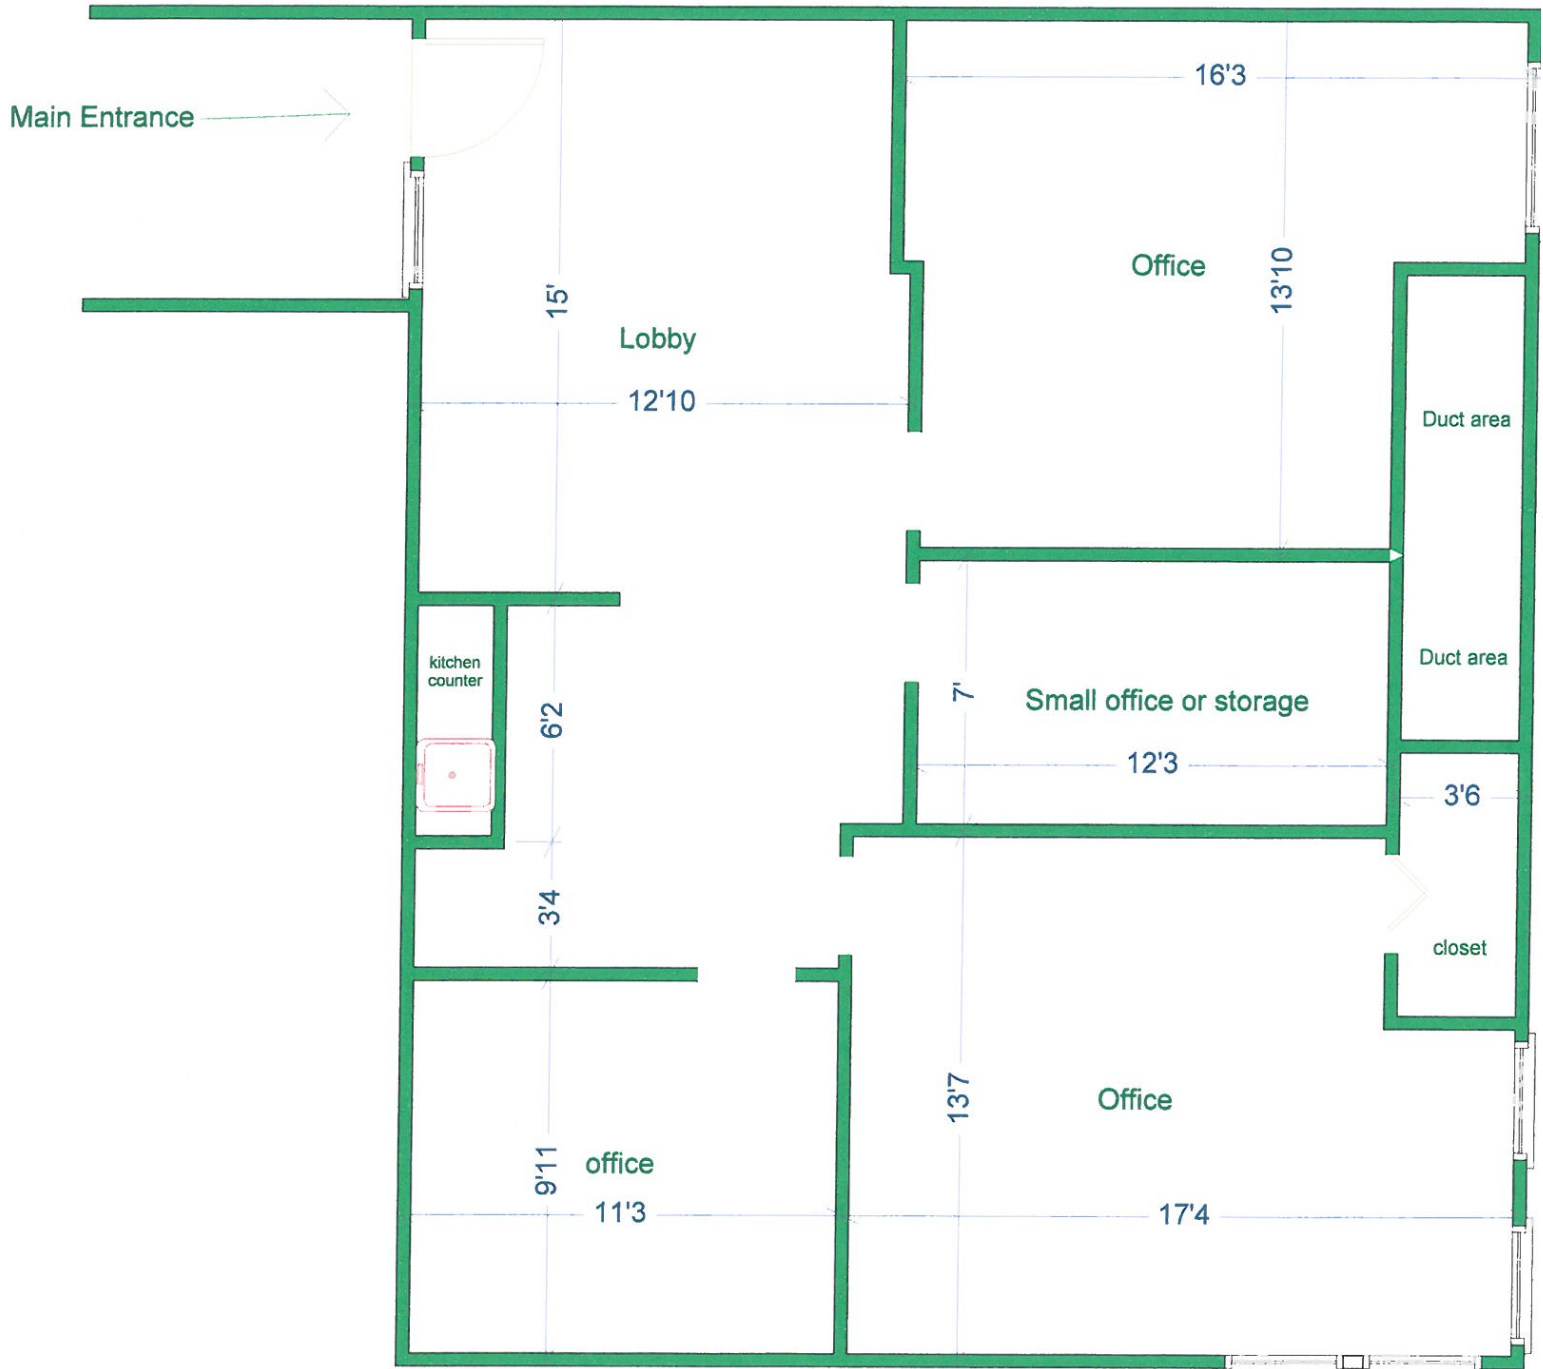 16'3
Main Entrance
Office
13'10
15'
Lobby
12'10
Duct area
kitchen
counter
Duct area
7'
Small office or storage
6'2
12'3
3'6
3'4
closet
13'7
Office
9'11
office
11'3
17'4